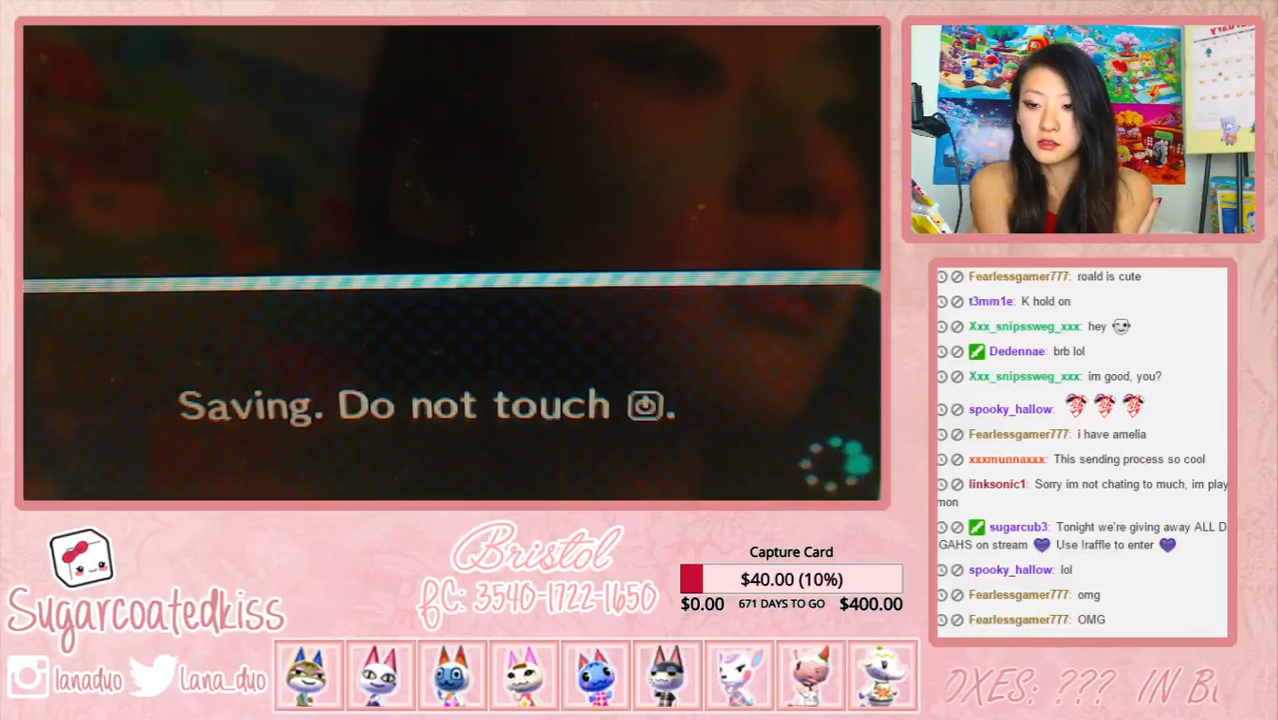 Saving. Do not touch
Fearlessgamer777: roald is cute
t3mm1e: K hold on
Xxx_snipssweg_xxx: hey
Dedennae: brb lol
Xxx_snipssweg_xxx: im good, you?
spooky_hallow:
Fearlessgamer777: i have amelia
xxxmunnaxxx: This sending process so cool
linksonic1: Sorry im not chating to much, im play
mon
sugarcub3: Tonight we're giving away ALL D
GAHS on stream 💜 Use !raffle to enter 💜
spooky_hallow: lol
Fearlessgamer777: omg
Fearlessgamer777: OMG
Sugarcoatedkiss
lanaduo
Lana_duo
Bristol
fC: 3540-1722-1650
Capture Card
$40.00 (10%)
$0.00 671 DAYS TO GO $400.00
OXES: ??? IN